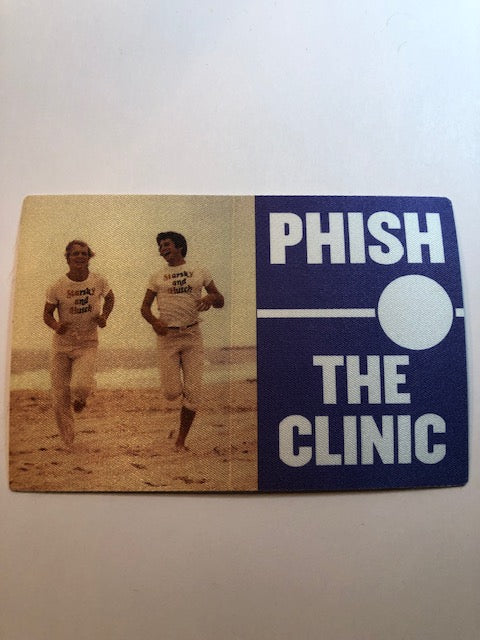 Starsky
and
Hutch
Starsky
and
Hutch
PHISH
THE
CLINIC